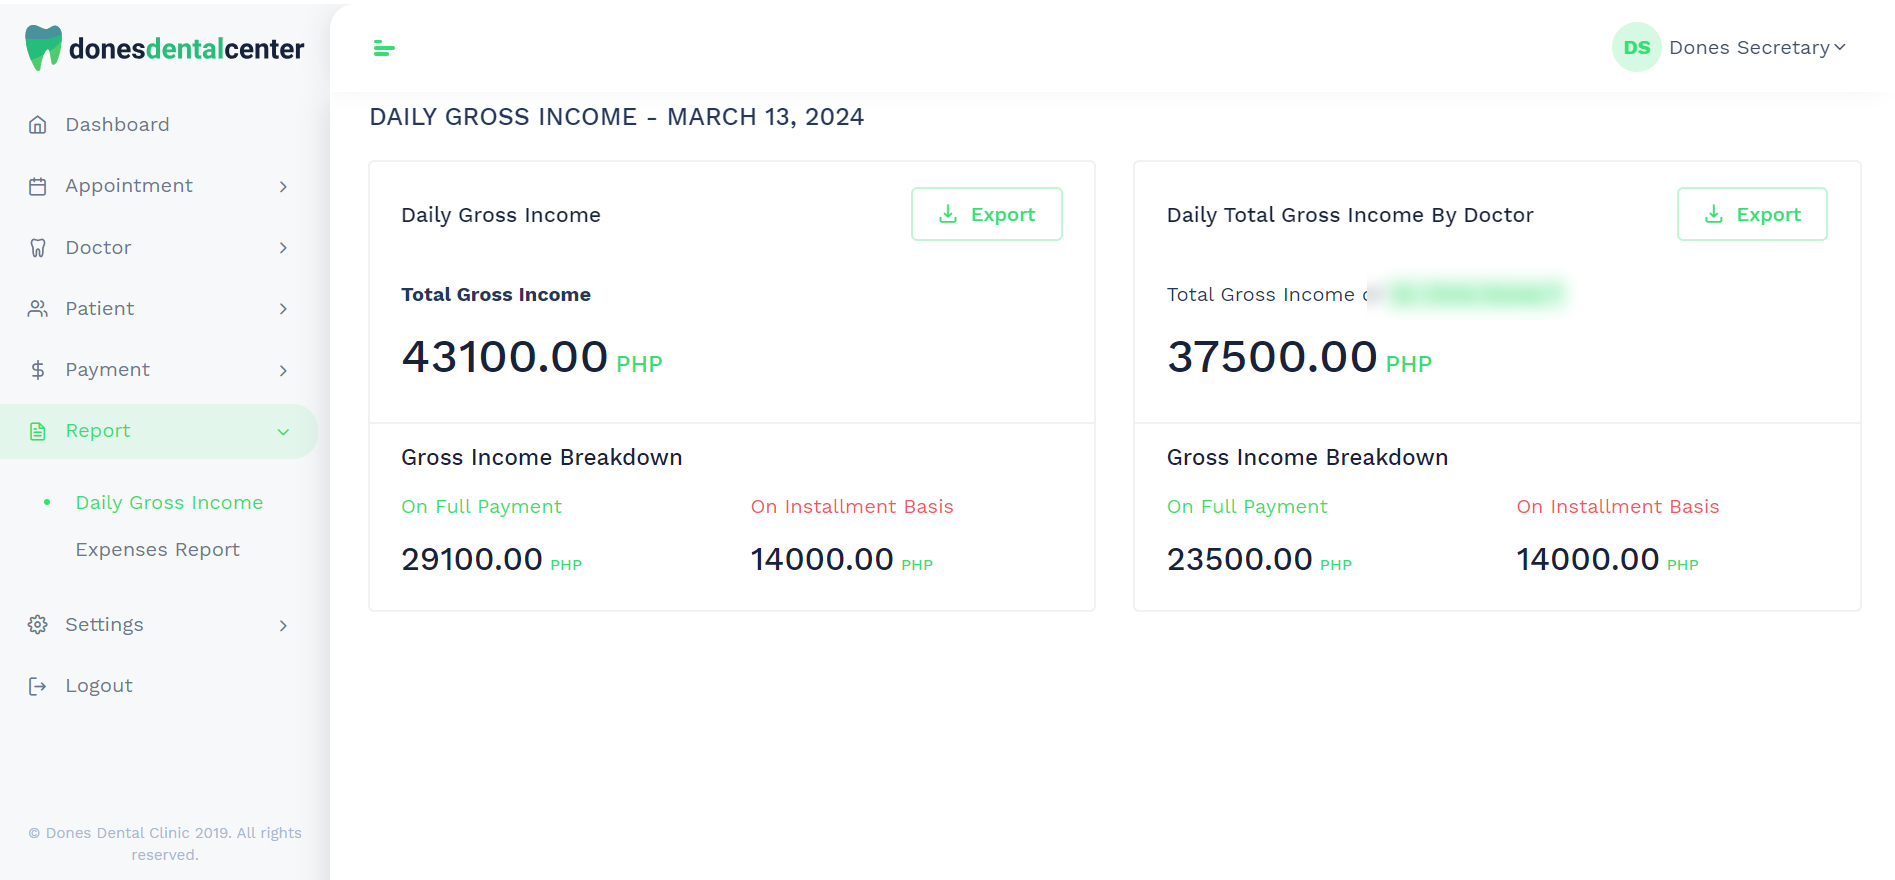 donesdentalcenter
Dashboard
Appointment
Doctor
Patient
Payment
Report
Daily Gross Income
Expenses Report
Settings
Logout
© Dones Dental Clinic 2019. All rights
reserved.
DS Dones Secretary
DAILY GROSS INCOME - MARCH 13, 2024
Daily Gross Income
Export
Total Gross Income
43100.00 PHP
Gross Income Breakdown
On Full Payment
29100.00 PHP
On Installment Basis
14000.00 PHP
Daily Total Gross Income By Doctor
Export
Total Gross Income
37500.00 PHP
Gross Income Breakdown
On Full Payment
23500.00 PHP
On Installment Basis
14000.00 PHP